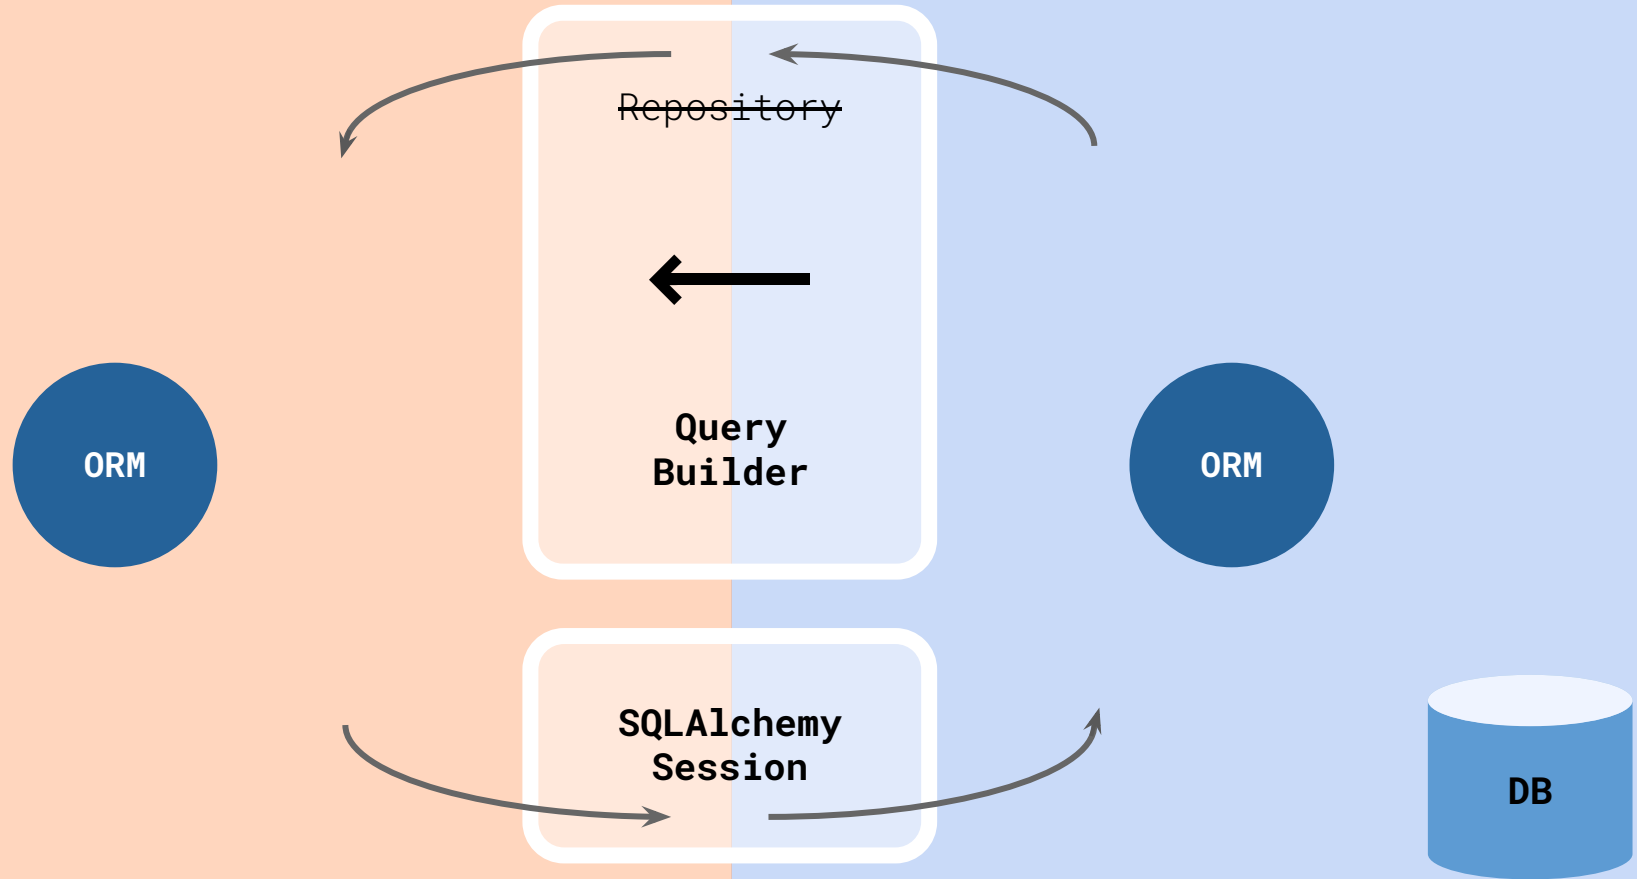 Repository
Query
Builder
ORM
ORM
SQLAlchemy
Session
DB